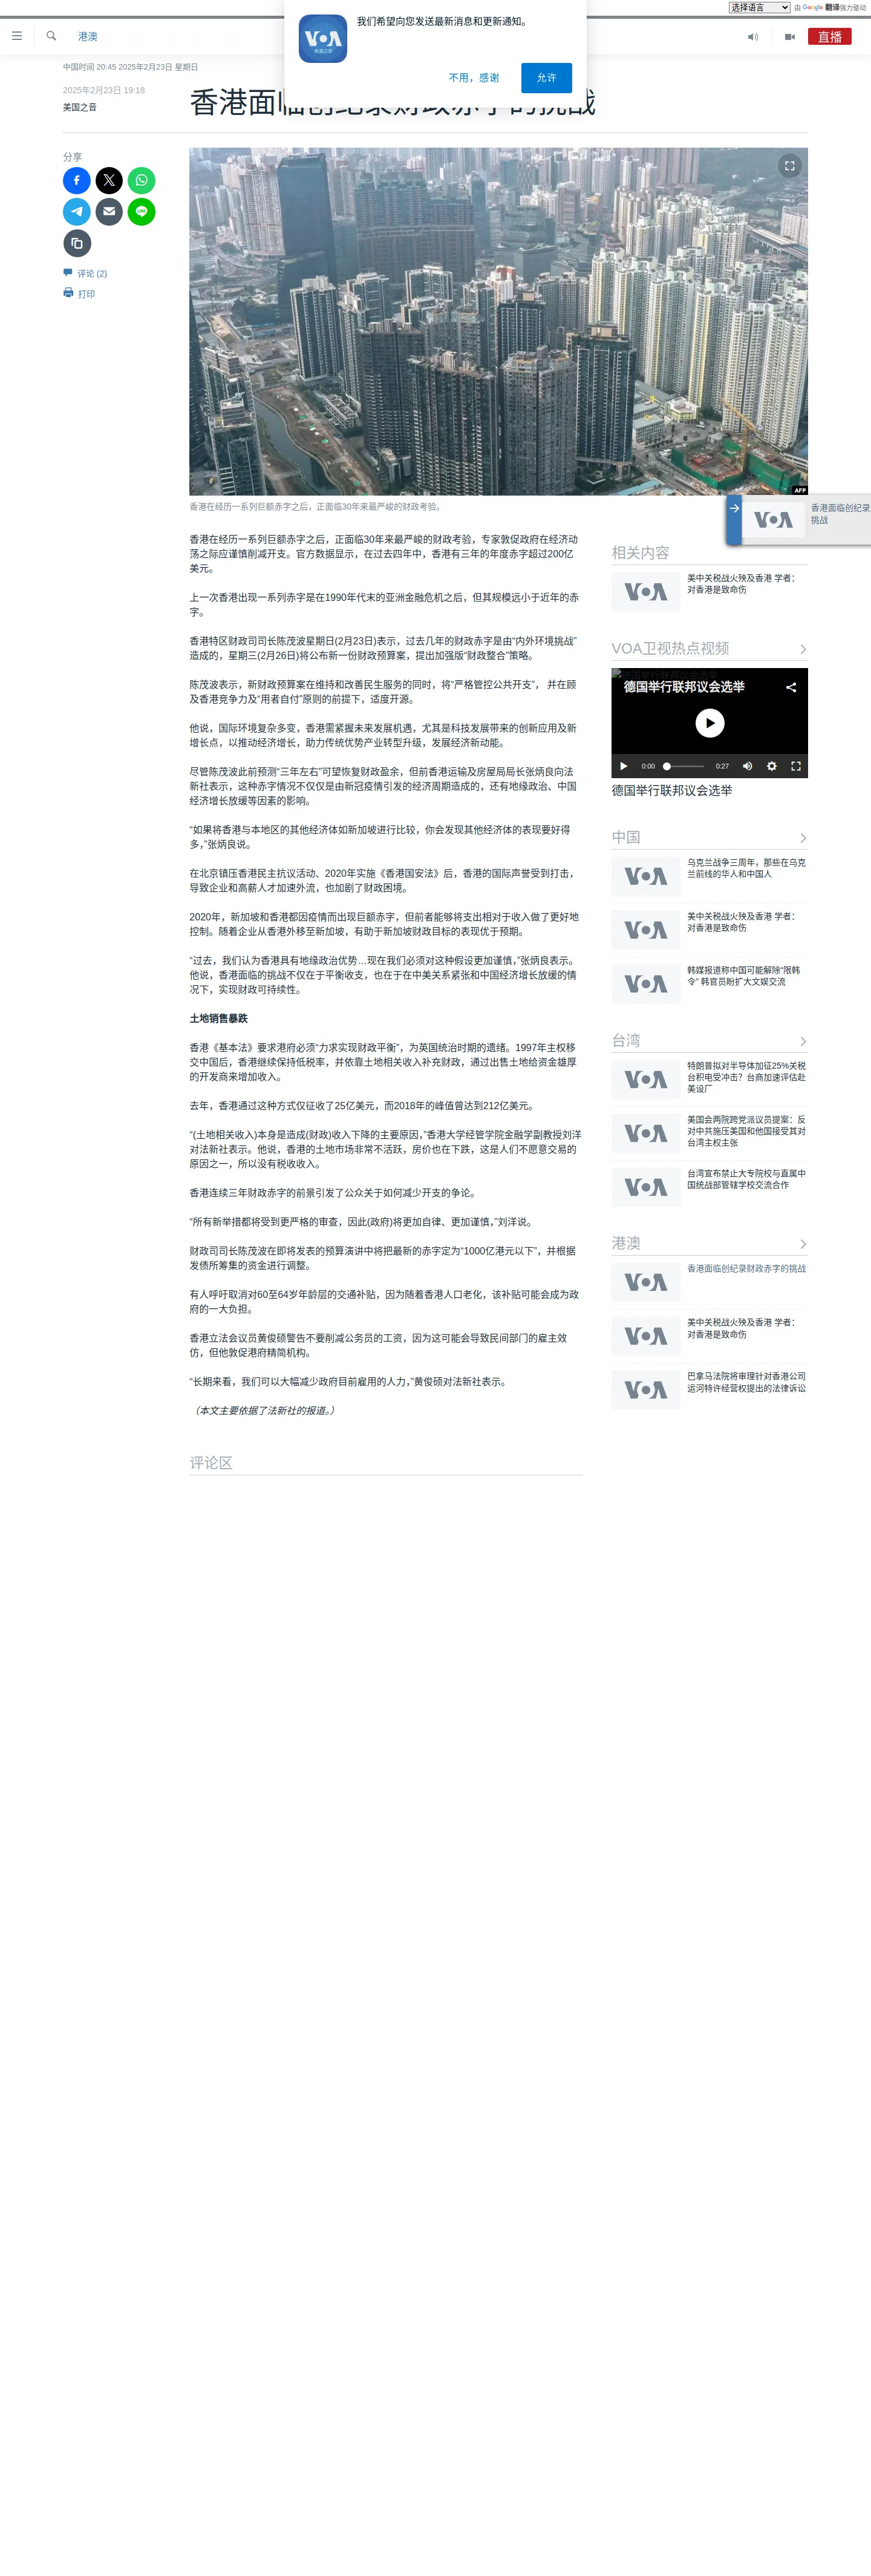 选择语言 由 Google 翻译强力驱动
我们希望向您发送最新消息和更新通知。
VOA
美国之音
不用，感谢 允许
港澳
直播
中国时间 20:45 2025年2月23日 星期日
2025年2月23日 19:18
美国之音
香港面临创纪录财政赤字的挑战
分享
评论 (2)
打印
AFP
香港在经历一系列巨额赤字之后，正面临30年来最严峻的财政考验。
香港在经历一系列巨额赤字之后，正面临30年来最严峻的财政考验，专家敦促政府在经济动
荡之际应谨慎削减开支。官方数据显示，在过去四年中，香港有三年的年度赤字超过200亿
美元。
上一次香港出现一系列赤字是在1990年代末的亚洲金融危机之后，但其规模远小于近年的赤
字。
香港特区财政司司长陈茂波星期日(2月23日)表示，过去几年的财政赤字是由“内外环境挑战”
造成的，星期三(2月26日)将公布新一份财政预算案，提出加强版“财政整合”策略。
陈茂波表示，新财政预算案在维持和改善民生服务的同时，将“严格管控公共开支”， 并在顾
及香港竞争力及“用者自付”原则的前提下，适度开源。
他说，国际环境复杂多变，香港需紧握未来发展机遇，尤其是科技发展带来的创新应用及新
增长点，以推动经济增长，助力传统优势产业转型升级，发展经济新动能。
尽管陈茂波此前预测“三年左右”可望恢复财政盈余，但前香港运输及房屋局局长张炳良向法
新社表示，这种赤字情况不仅仅是由新冠疫情引发的经济周期造成的，还有地缘政治、中国
经济增长放缓等因素的影响。
“如果将香港与本地区的其他经济体如新加坡进行比较，你会发现其他经济体的表现要好得
多，”张炳良说。
在北京镇压香港民主抗议活动、2020年实施《香港国安法》后，香港的国际声誉受到打击，
导致企业和高薪人才加速外流，也加剧了财政困境。
2020年，新加坡和香港都因疫情而出现巨额赤字，但前者能够将支出相对于收入做了更好地
控制。随着企业从香港外移至新加坡，有助于新加坡财政目标的表现优于预期。
“过去，我们认为香港具有地缘政治优势…现在我们必须对这种假设更加谨慎，”张炳良表示。
他说，香港面临的挑战不仅在于平衡收支，也在于在中美关系紧张和中国经济增长放缓的情
况下，实现财政可持续性。
土地销售暴跌
香港《基本法》要求港府必须“力求实现财政平衡”，为英国统治时期的遗绪。1997年主权移
交中国后，香港继续保持低税率，并依靠土地相关收入补充财政，通过出售土地给资金雄厚
的开发商来增加收入。
去年，香港通过这种方式仅征收了25亿美元，而2018年的峰值曾达到212亿美元。
“(土地相关收入)本身是造成(财政)收入下降的主要原因，”香港大学经管学院金融学副教授刘洋
对法新社表示。他说，香港的土地市场非常不活跃，房价也在下跌，这是人们不愿意交易的
原因之一，所以没有税收收入。
香港连续三年财政赤字的前景引发了公众关于如何减少开支的争论。
“所有新举措都将受到更严格的审查，因此(政府)将更加自律、更加谨慎，”刘洋说。
财政司司长陈茂波在即将发表的预算演讲中将把最新的赤字定为“1000亿港元以下”，并根据
发债所筹集的资金进行调整。
有人呼吁取消对60至64岁年龄层的交通补贴，因为随着香港人口老化，该补贴可能会成为政
府的一大负担。
香港立法会议员黄俊硕警告不要削减公务员的工资，因为这可能会导致民间部门的雇主效
仿，但他敦促港府精简机构。
“长期来看，我们可以大幅减少政府目前雇用的人力，”黄俊硕对法新社表示。
（本文主要依据了法新社的报道。）
评论区
VOA
香港面临创纪录
挑战
相关内容
VOA
美中关税战火殃及香港 学者：
对香港是致命伤
VOA卫视热点视频
德国举行联邦议会选举
0:00 0:27
德国举行联邦议会选举
中国
VOA
乌克兰战争三周年，那些在乌克
兰前线的华人和中国人
VOA
美中关税战火殃及香港 学者：
对香港是致命伤
VOA
韩媒报道称中国可能解除“限韩
令” 韩官员盼扩大文娱交流
台湾
VOA
特朗普拟对半导体加征25%关税
台积电受冲击？台商加速评估赴
美设厂
VOA
美国会两院跨党派议员提案：反
对中共施压美国和他国接受其对
台湾主权主张
VOA
台湾宣布禁止大专院校与直属中
国统战部管辖学校交流合作
港澳
VOA
香港面临创纪录财政赤字的挑战
VOA
美中关税战火殃及香港 学者：
对香港是致命伤
VOA
巴拿马法院将审理针对香港公司
运河特许经营权提出的法律诉讼